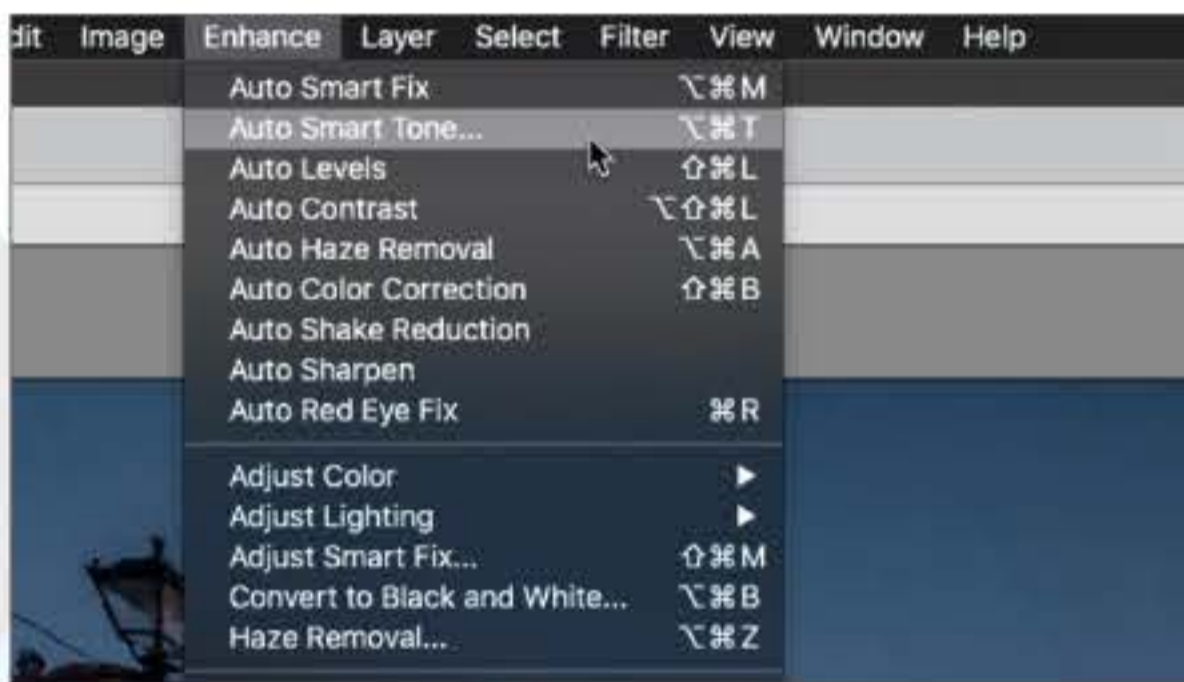 dit Image Enhance Layer Select Filter View Window Help
Auto Smart Fix ⌥⌘M
Auto Smart Tone... ⌥⌘T
Auto Levels ⇧⌘L
Auto Contrast ⌥⇧⌘L
Auto Haze Removal ⌥⌘A
Auto Color Correction ⇧⌘B
Auto Shake Reduction
Auto Sharpen
Auto Red Eye Fix ⌘R
Adjust Color ▶
Adjust Lighting ▶
Adjust Smart Fix... ⇧⌘M
Convert to Black and White... ⌥⌘B
Haze Removal... ⌥⌘Z